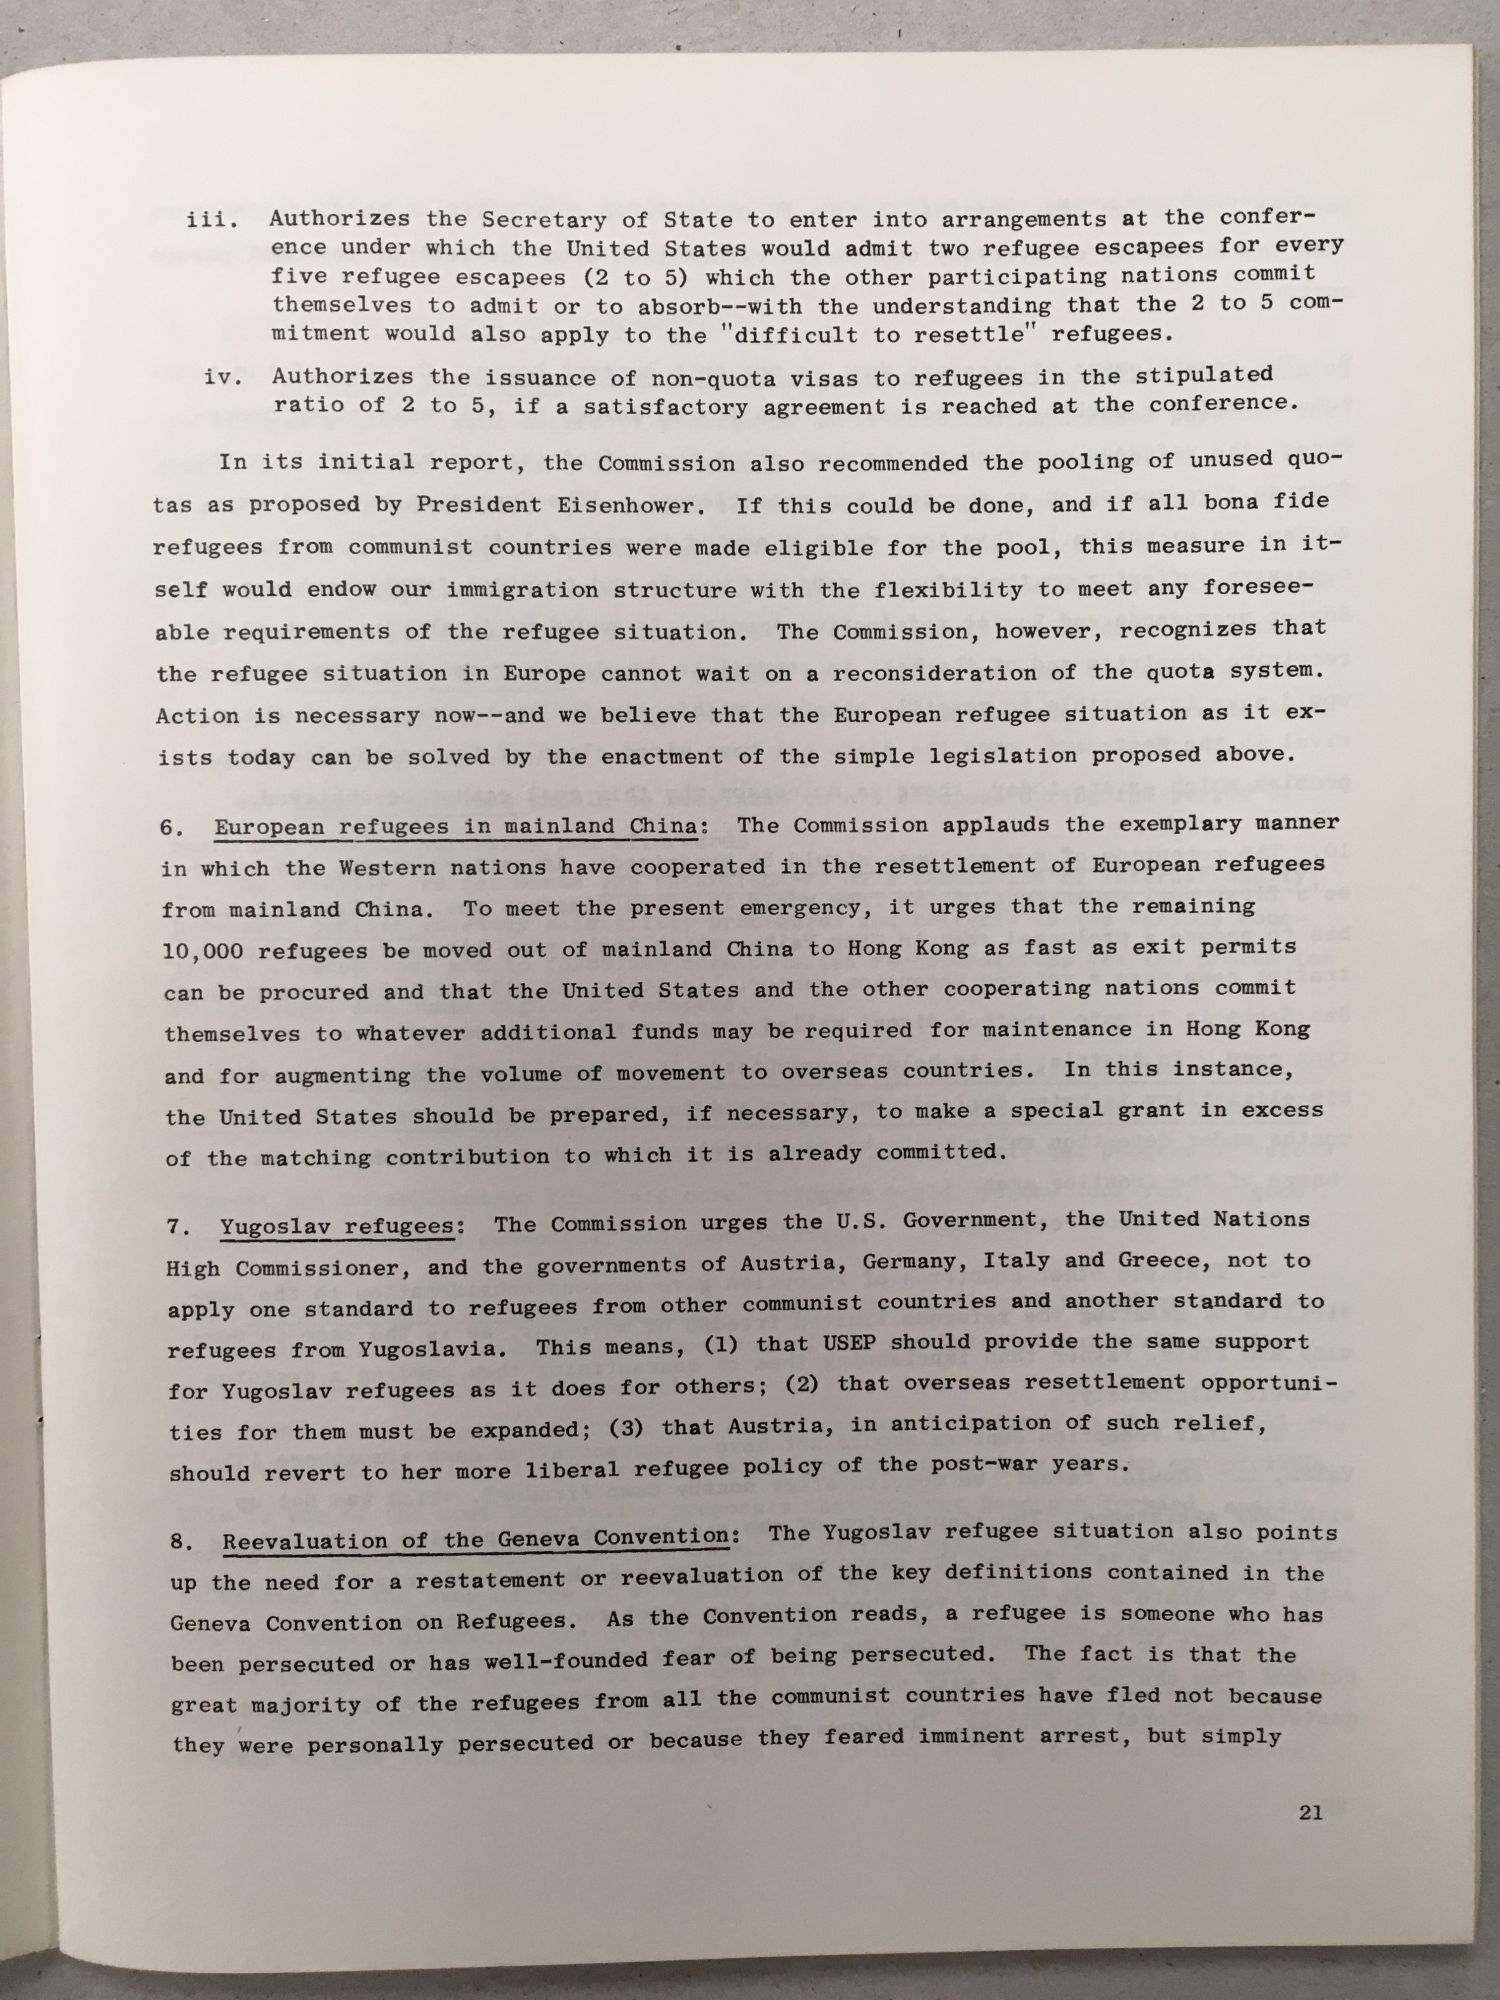 iii. Authorizes the Secretary of State to enter into arrangements at the confer-
ence under which the United States would admit two refugee escapees for every
five refugee escapees (2 to 5) which the other participating nations commit
themselves to admit or to absorb--with the understanding that the 2 to 5 com-
mitment would also apply to the "difficult to resettle" refugees.
iv. Authorizes the issuance of non-quota visas to refugees in the stipulated
ratio of 2 to 5, if a satisfactory agreement is reached at the conference.
In its initial report, the Commission also recommended the pooling of unused quo-
tas as proposed by President Eisenhower. If this could be done, and if all bona fide
refugees from communist countries were made eligible for the pool, this measure in it-
self would endow our immigration structure with the flexibility to meet any foresee-
able requirements of the refugee situation. The Commission, however, recognizes that
the refugee situation in Europe cannot wait on a reconsideration of the quota system.
Action is necessary now--and we believe that the European refugee situation as it ex-
ists today can be solved by the enactment of the simple legislation proposed above.
6. European refugees in mainland China: The Commission applauds the exemplary manner
in which the Western nations have cooperated in the resettlement of European refugees
from mainland China. To meet the present emergency, it urges that the remaining
10,000 refugees be moved out of mainland China to Hong Kong as fast as exit permits
can be procured and that the United States and the other cooperating nations commit
themselves to whatever additional funds may be required for maintenance in Hong Kong
and for augmenting the volume of movement to overseas countries. In this instance,
the United States should be prepared, if necessary, to make a special grant in excess
of the matching contribution to which it is already committed.
7. Yugoslav refugees: The Commission urges the U.S. Government, the United Nations
High Commissioner, and the governments of Austria, Germany, Italy and Greece, not to
apply one standard to refugees from other communist countries and another standard to
refugees from Yugoslavia. This means, (1) that USEP should provide the same support
for Yugoslav refugees as it does for others; (2) that overseas resettlement opportuni-
ties for them must be expanded; (3) that Austria, in anticipation of such relief,
should revert to her more liberal refugee policy of the post-war years.
8. Reevaluation of the Geneva Convention: The Yugoslav refugee situation also points
up the need for a restatement or reevaluation of the key definitions contained in the
Geneva Convention on Refugees. As the Convention reads, a refugee is someone who has
been persecuted or has well-founded fear of being persecuted. The fact is that the
great majority of the refugees from all the communist countries have fled not because
they were personally persecuted or because they feared imminent arrest, but simply
21